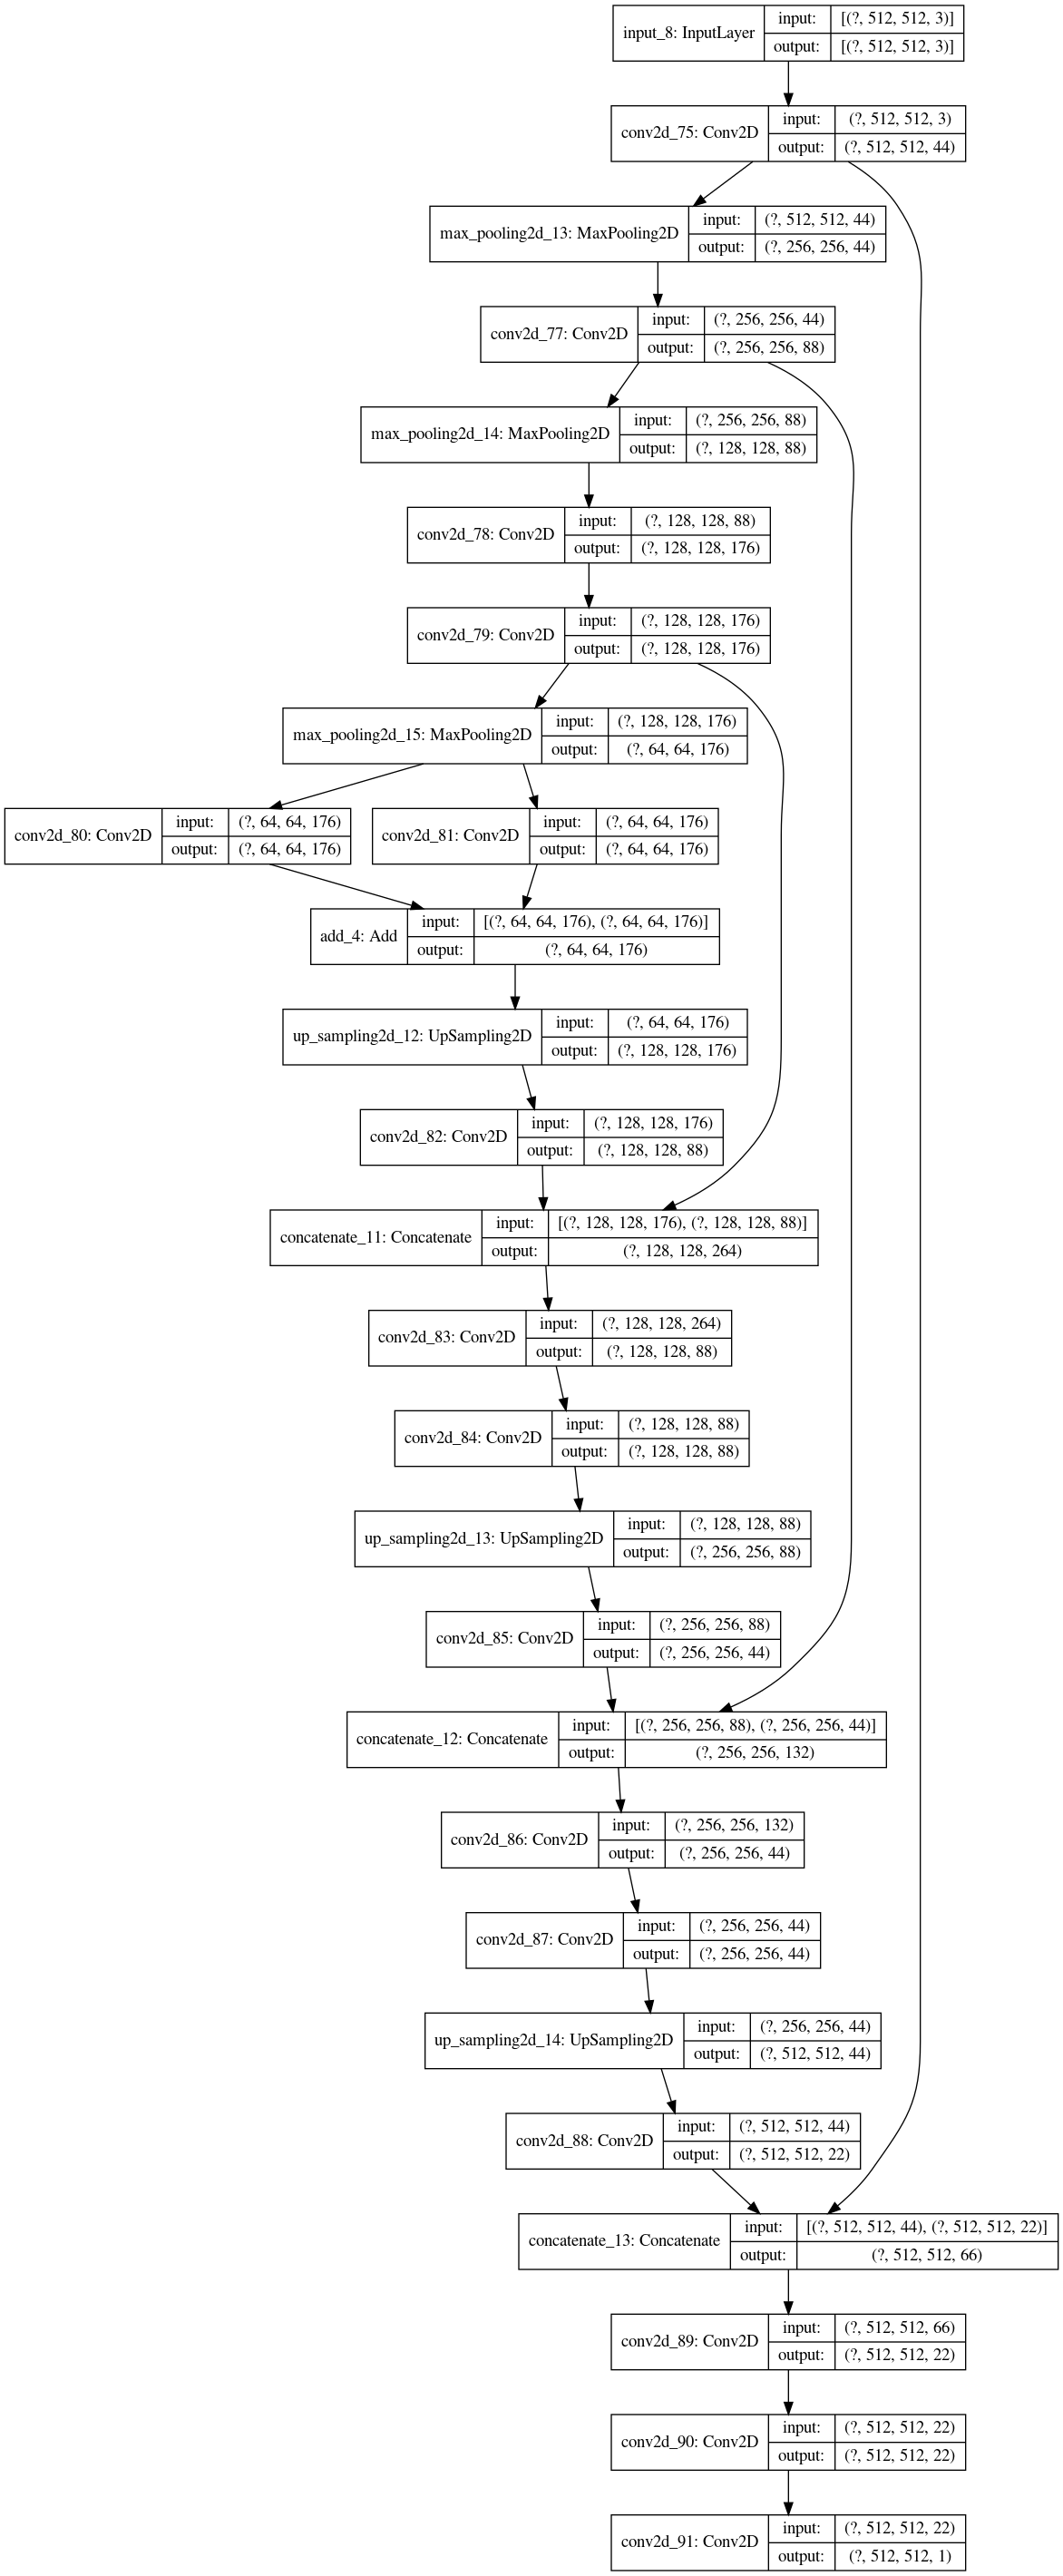 input_8: InputLayer
input: [(?, 512, 512, 3)]
output: [(?, 512, 512, 3)]
conv2d_75: Conv2D
input: (?, 512, 512, 3)
output: (?, 512, 512, 44)
max_pooling2d_13: MaxPooling2D
input: (?, 512, 512, 44)
output: (?, 256, 256, 44)
conv2d_77: Conv2D
input: (?, 256, 256, 44)
output: (?, 256, 256, 88)
max_pooling2d_14: MaxPooling2D
input: (?, 256, 256, 88)
output: (?, 128, 128, 88)
conv2d_78: Conv2D
input: (?, 128, 128, 88)
output: (?, 128, 128, 176)
conv2d_79: Conv2D
input: (?, 128, 128, 176)
output: (?, 128, 128, 176)
max_pooling2d_15: MaxPooling2D
input: (?, 128, 128, 176)
output: (?, 64, 64, 176)
conv2d_80: Conv2D
input: (?, 64, 64, 176)
output: (?, 64, 64, 176)
conv2d_81: Conv2D
input: (?, 64, 64, 176)
output: (?, 64, 64, 176)
add_4: Add
input: [(?, 64, 64, 176), (?, 64, 64, 176)]
output: (?, 64, 64, 176)
up_sampling2d_12: UpSampling2D
input: (?, 64, 64, 176)
output: (?, 128, 128, 176)
conv2d_82: Conv2D
input: (?, 128, 128, 176)
output: (?, 128, 128, 88)
concatenate_11: Concatenate
input: [(?, 128, 128, 176), (?, 128, 128, 88)]
output: (?, 128, 128, 264)
conv2d_83: Conv2D
input: (?, 128, 128, 264)
output: (?, 128, 128, 88)
conv2d_84: Conv2D
input: (?, 128, 128, 88)
output: (?, 128, 128, 88)
up_sampling2d_13: UpSampling2D
input: (?, 128, 128, 88)
output: (?, 256, 256, 88)
conv2d_85: Conv2D
input: (?, 256, 256, 88)
output: (?, 256, 256, 44)
concatenate_12: Concatenate
input: [(?, 256, 256, 88), (?, 256, 256, 44)]
output: (?, 256, 256, 132)
conv2d_86: Conv2D
input: (?, 256, 256, 132)
output: (?, 256, 256, 44)
conv2d_87: Conv2D
input: (?, 256, 256, 44)
output: (?, 256, 256, 44)
up_sampling2d_14: UpSampling2D
input: (?, 256, 256, 44)
output: (?, 512, 512, 44)
conv2d_88: Conv2D
input: (?, 512, 512, 44)
output: (?, 512, 512, 22)
concatenate_13: Concatenate
input: [(?, 512, 512, 44), (?, 512, 512, 22)]
output: (?, 512, 512, 66)
conv2d_89: Conv2D
input: (?, 512, 512, 66)
output: (?, 512, 512, 22)
conv2d_90: Conv2D
input: (?, 512, 512, 22)
output: (?, 512, 512, 22)
conv2d_91: Conv2D
input: (?, 512, 512, 22)
output: (?, 512, 512, 1)